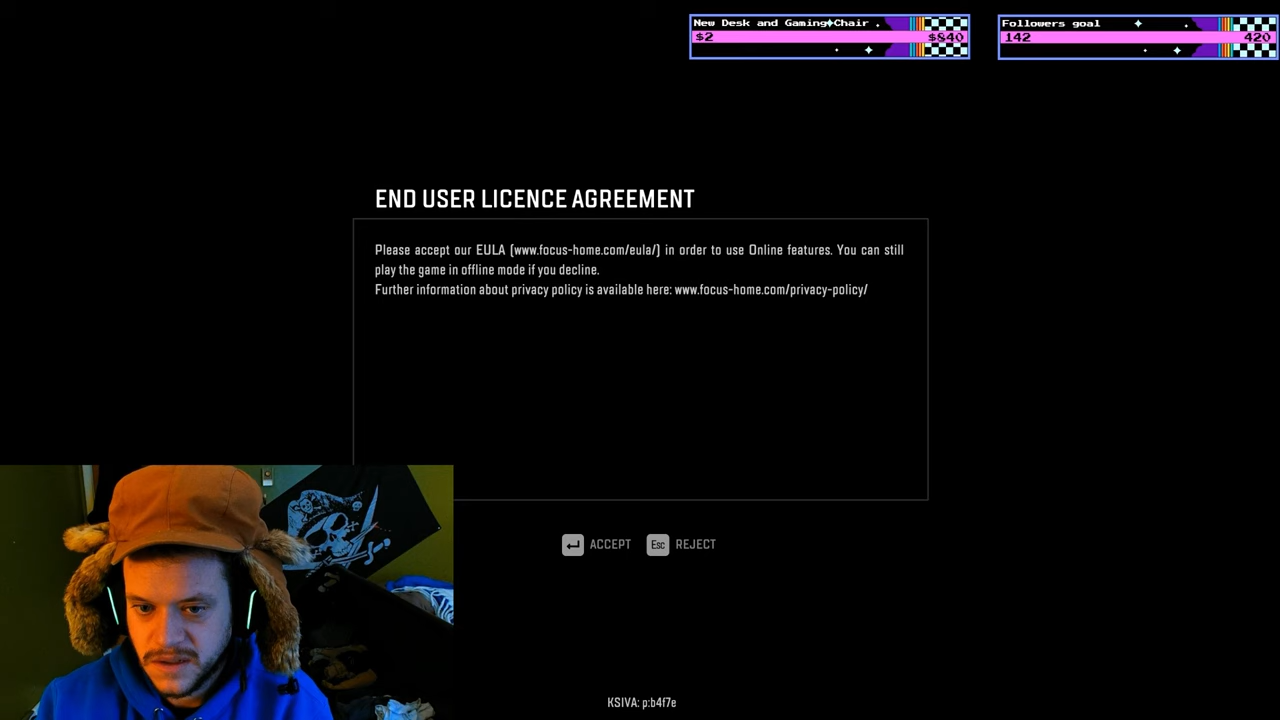 New Desk and Gaming Chair
$2 $840
Followers goal
142 420
END USER LICENCE AGREEMENT
Please accept our EULA (www.focus-home.com/eula/) in order to use Online features. You can still
play the game in offline mode if you decline.
Further information about privacy policy is available here: www.focus-home.com/privacy-policy/
ACCEPT Esc REJECT
KSIVA: p:b4f7e